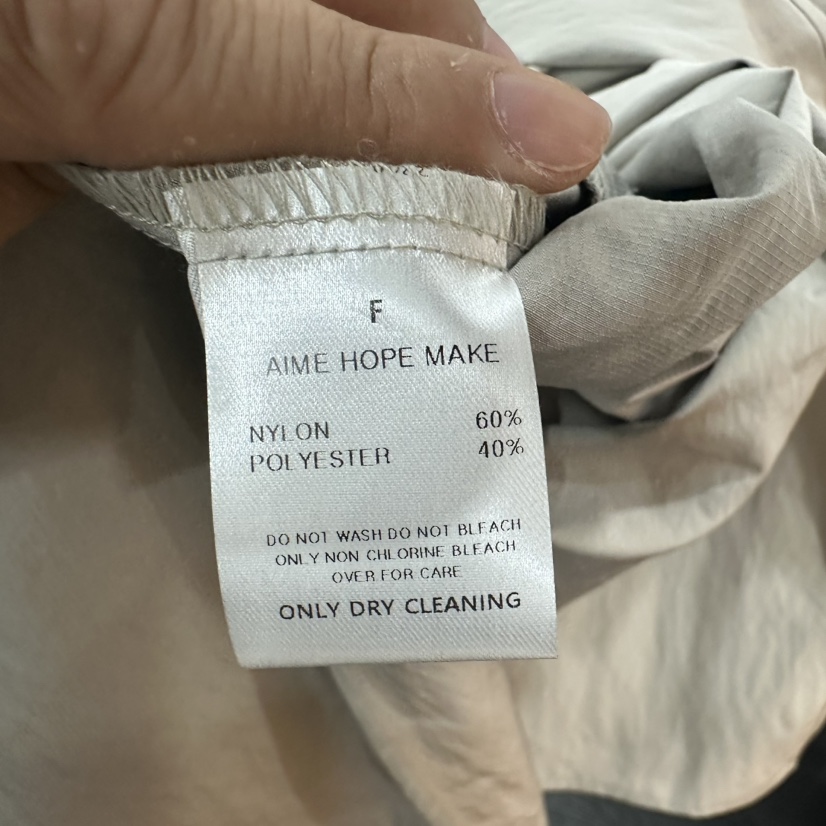 F
AIME HOPE MAKE
NYLON 60%
POLYESTER 40%
DO NOT WASH DO NOT BLEACH
ONLY NON CHLORINE BLEACH
OVER FOR CARE
ONLY DRY CLEANING